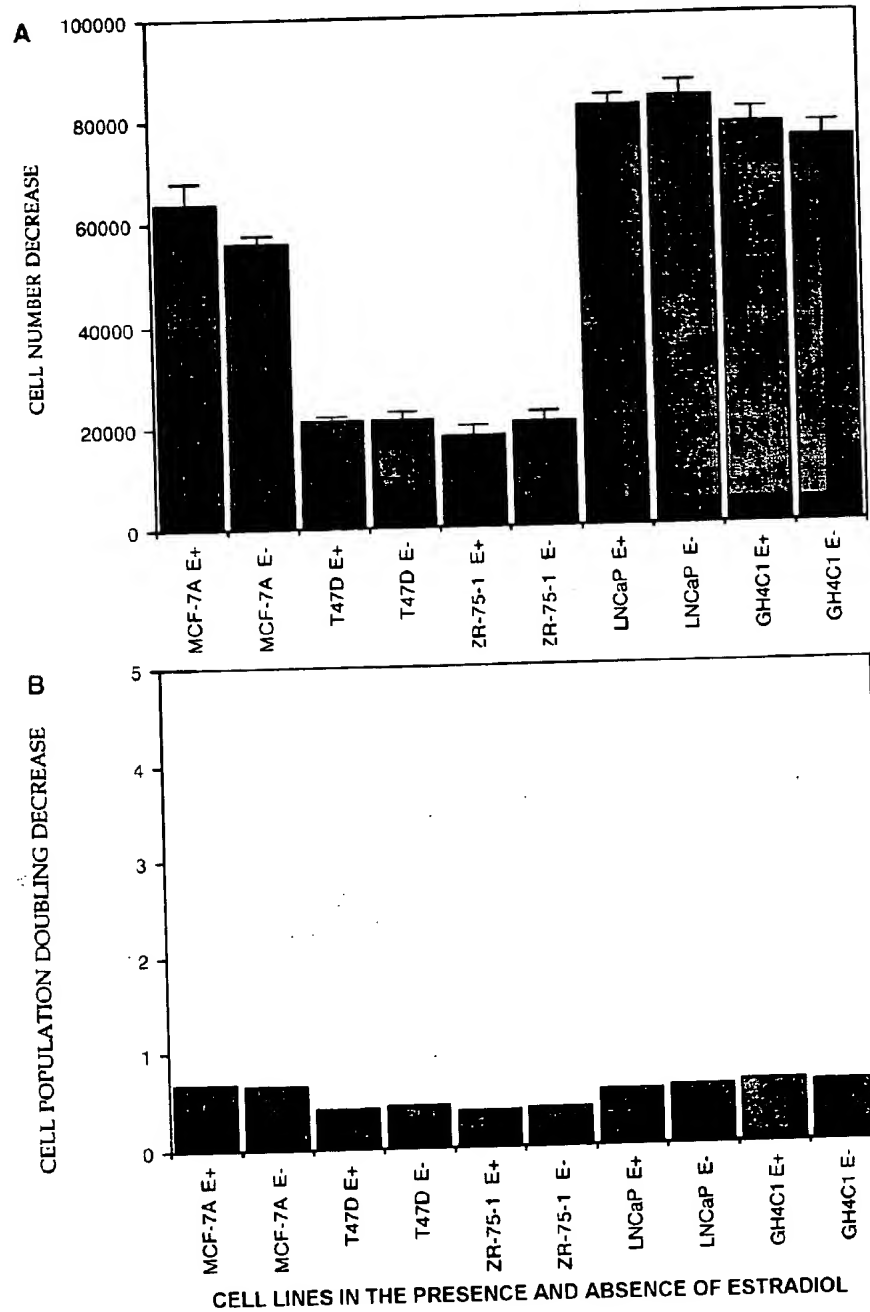 A
100000
80000
60000
40000
20000
0
CELL NUMBER DECREASE
MCF-7A E+
MCF-7A E-
T47D E+
T47D E-
ZR-75-1 E+
ZR-75-1 E-
LNCaP E+
LNCaP E-
GH4C1 E+
GH4C1 E-
B
5
4
3
2
1
0
CELL POPULATION DOUBLING DECREASE
MCF-7A E+
MCF-7A E-
T47D E+
T47D E-
ZR-75-1 E+
ZR-75-1 E-
LNCaP E+
LNCaP E-
GH4C1 E+
GH4C1 E-
CELL LINES IN THE PRESENCE AND ABSENCE OF ESTRADIOL